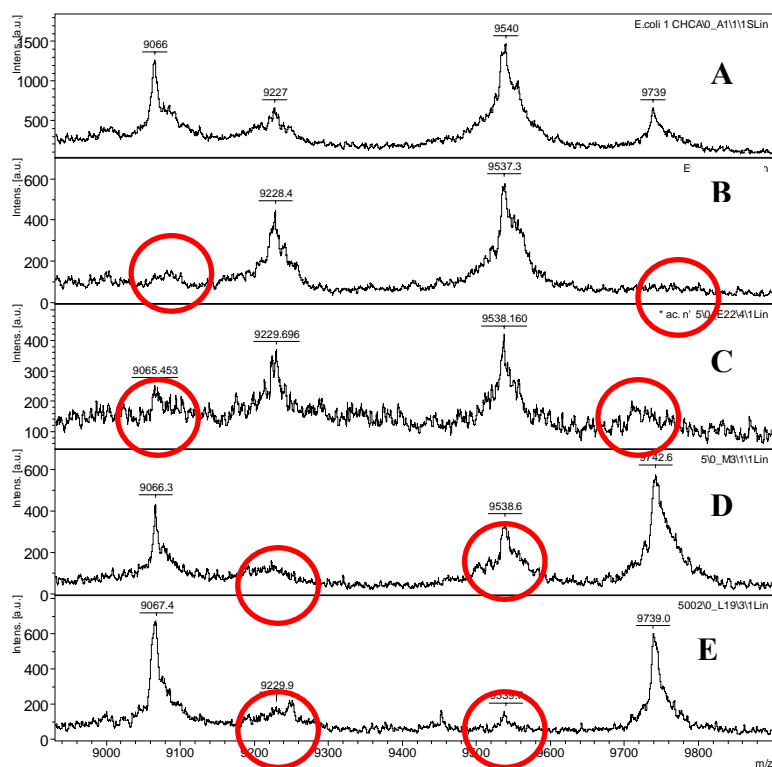 E.coli 1 CHCA\0_A1\1\1SLin
Intens. [a.u.]
1500
1000
500
9066
9227
9540
9739
A
Intens. [a.u.]
600
400
200
0
9228.4
9537.3
B
Intens. [a.u.]
400
300
200
100
9065.453
9229.696
9538.160
C
5\0_M3\1\1Lin
Intens. [a.u.]
600
400
200
0
9066.3
9538.6
9742.6
D
5002\0_L19\3\1Lin
Intens. [a.u.]
600
400
200
0
9067.4
9229.9
9739.0
E
9000 9100 9200 9300 9400 9500 9600 9700 9800
m/z